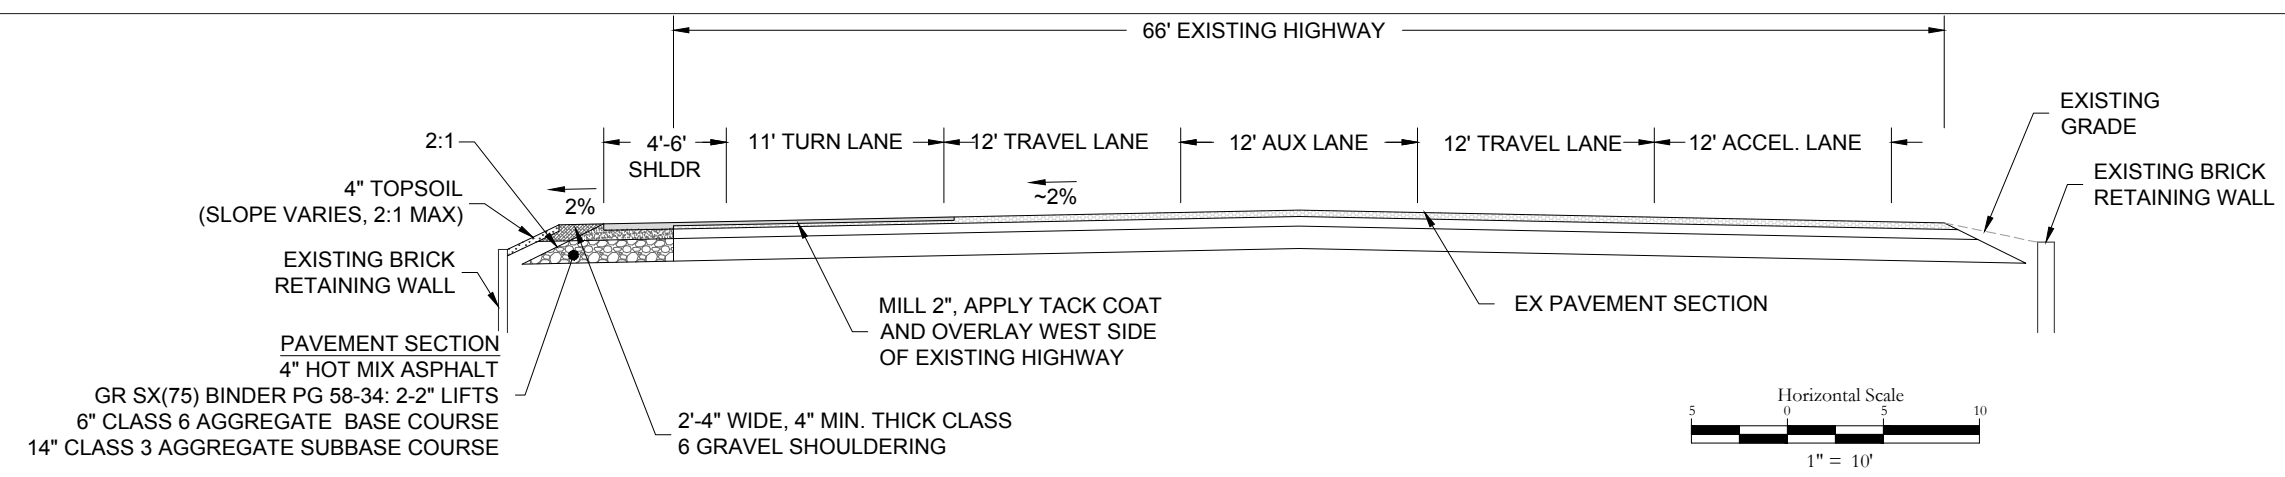 66' EXISTING HIGHWAY
EXISTING
GRADE
2:1
4'-6'
SHLDR
11' TURN LANE
12' TRAVEL LANE
12' AUX LANE
12' TRAVEL LANE
12' ACCEL. LANE
EXISTING BRICK
RETAINING WALL
4" TOPSOIL
(SLOPE VARIES, 2:1 MAX)
2%
~2%
EXISTING BRICK
RETAINING WALL
MILL 2", APPLY TACK COAT
AND OVERLAY WEST SIDE
OF EXISTING HIGHWAY
EX PAVEMENT SECTION
PAVEMENT SECTION
4" HOT MIX ASPHALT
GR SX(75) BINDER PG 58-34: 2-2" LIFTS
6" CLASS 6 AGGREGATE BASE COURSE
14" CLASS 3 AGGREGATE SUBBASE COURSE
2'-4" WIDE, 4" MIN. THICK CLASS
6 GRAVEL SHOULDERING
Horizontal Scale
5 0 5 10
1" = 10'